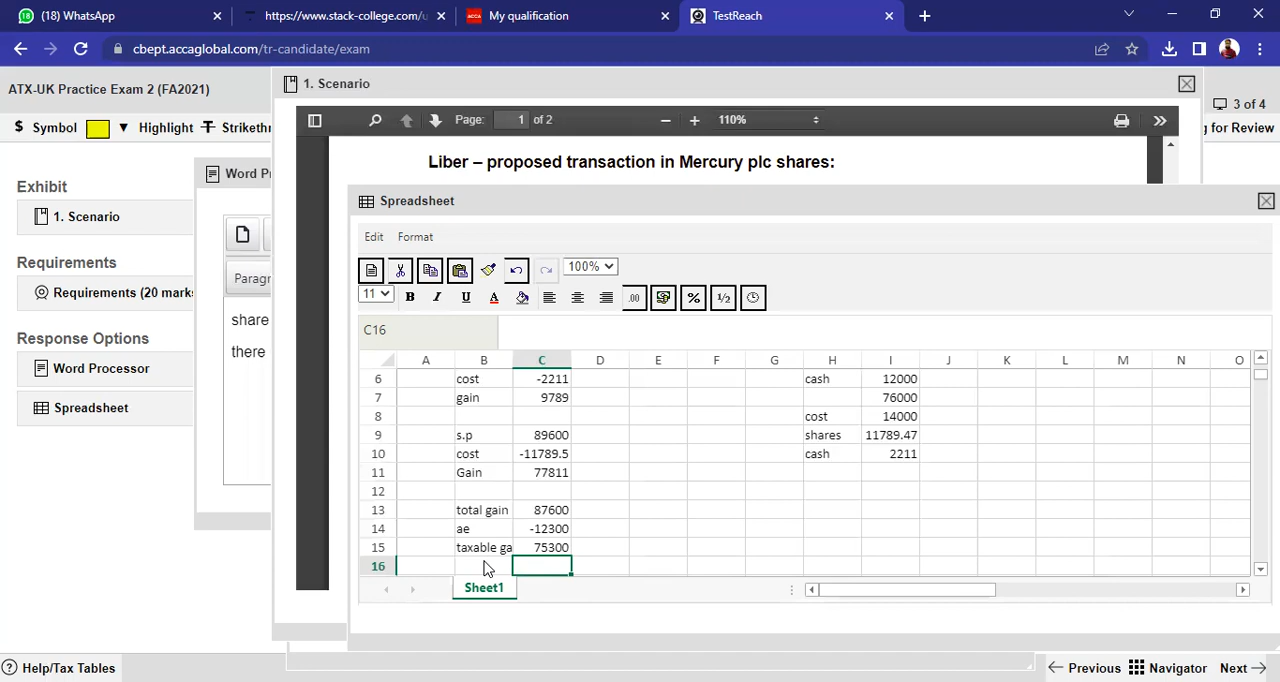 (18) WhatsApp
https://www.stack-college.com/u
ACCA
My qualification
TestReach
cbept.accaglobal.com/tr-candidate/exam
ATX-UK Practice Exam 2 (FA2021)
1. Scenario
3 of 4
$ Symbol
Highlight
T Strikethr
g for Review
Page: 1 of 2
110%
Liber – proposed transaction in Mercury plc shares:
Exhibit
1. Scenario
Requirements
Requirements (20 mark
Response Options
Word Processor
Spreadsheet
Word Pr
Paragr
share
there
Spreadsheet
Edit Format
100%
11 B I U A .00 % 1/2
C16
A B C D E F G H I J K L M N O
6 cost -2211 cash 12000
7 gain 9789 76000
8 cost 14000
9 s.p 89600 shares 11789.47
10 cost -11789.5 cash 2211
11 Gain 77811
12
13 total gain 87600
14 ae -12300
15 taxable ga 75300
16
Sheet1
? Help/Tax Tables
Previous
Navigator
Next